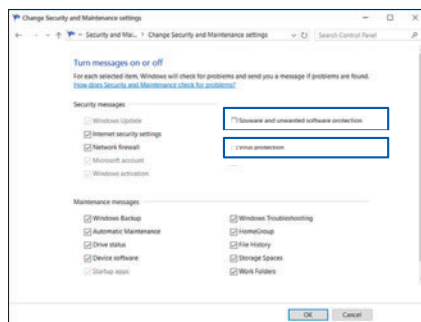 Change Security and Maintenance settings
Security and Mai... > Change Security and Maintenance settings
Search Control Panel
Turn messages on or off
For each selected item, Windows will check for problems and send you a message if problems are found.
How does Security and Maintenance check for problems?
Security messages
Windows Update
Spyware and unwanted software protection
Internet security settings
Network firewall
Virus protection
Microsoft account
Windows activation
Maintenance messages
Windows Backup
Windows Troubleshooting
Automatic Maintenance
HomeGroup
Drive status
File History
Device software
Storage Spaces
Startup apps
Work Folders
OK
Cancel